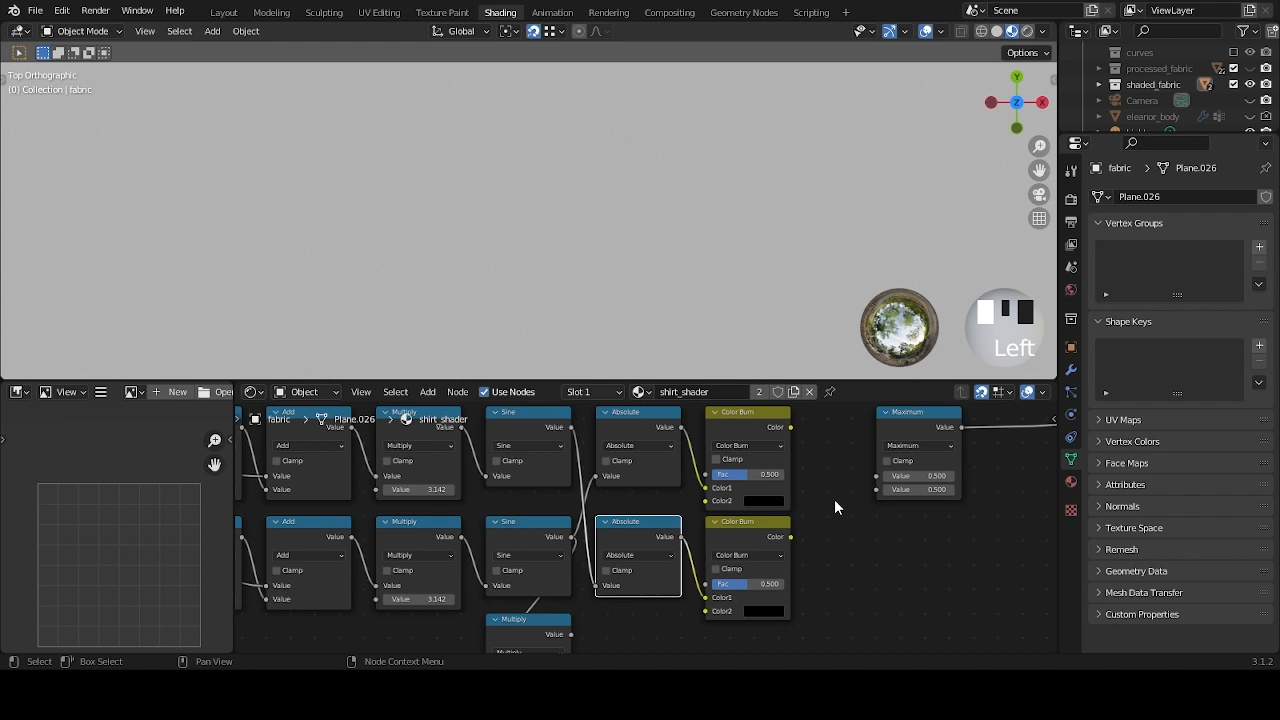 File Edit Render Window Help Layout Modeling Sculpting UV Editing Texture Paint Shading Animation Rendering Compositing Geometry Nodes Scripting + Scene ViewLayer
Object Mode View Select Add Object Global
Options
Top Orthographic
(0) Collection | fabric
Y
X
Z
Left
curves
processed_fabric
shaded_fabric
Camera
eleanor_body
fabric > Plane.026
Plane.026
Vertex Groups
Shape Keys
UV Maps
Vertex Colors
Face Maps
Attributes
Normals
Texture Space
Remesh
Geometry Data
Mesh Data Transfer
Custom Properties
View New Open
Object View Select Add Node Use Nodes Slot 1 shirt_shader 2
fabric > Plane.026 > shirt_shader
Add
Value
Add
Clamp
Value
Value
Multiply
Value
Multiply
Clamp
Value
Value 3.142
Sine
Value
Sine
Clamp
Value
Absolute
Value
Absolute
Clamp
Value
Color Burn
Color
Color Burn
Clamp
Fac 0.500
Color1
Color2
Maximum
Value
Maximum
Clamp
Value 0.500
Value 0.500
Add
Value
Add
Clamp
Value
Value
Multiply
Value
Multiply
Clamp
Value
Value 3.142
Sine
Value
Sine
Clamp
Value
Absolute
Value
Absolute
Clamp
Value
Color Burn
Color
Color Burn
Clamp
Fac 0.500
Color1
Color2
Multiply
Value
Select Box Select Pan View Node Context Menu 3.1.2